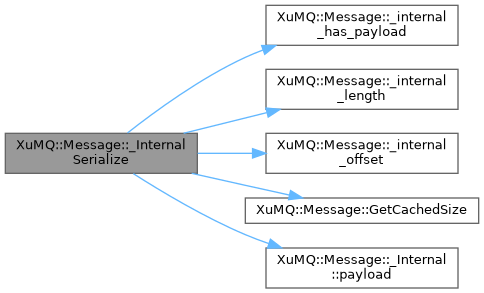 XuMQ::Message::_Internal
Serialize
XuMQ::Message::_internal
_has_payload
XuMQ::Message::_internal
_length
XuMQ::Message::_internal
_offset
XuMQ::Message::GetCachedSize
XuMQ::Message::_Internal
::payload